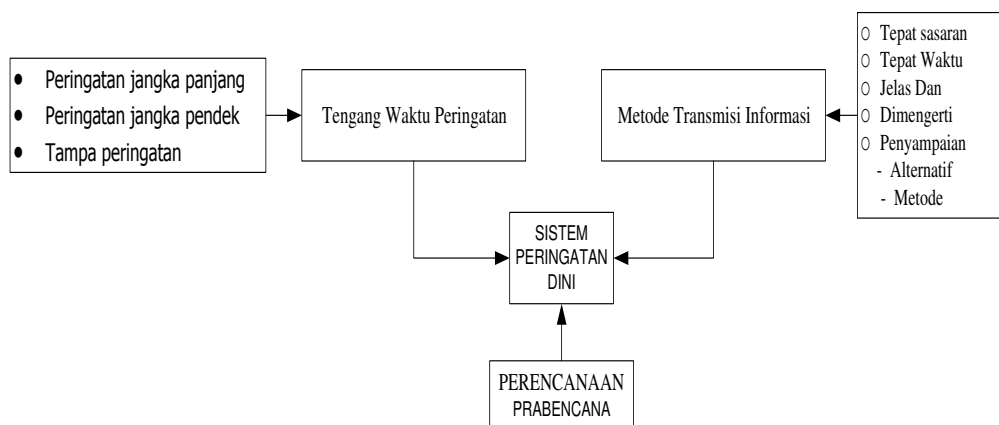 ● Peringatan jangka panjang
● Peringatan jangka pendek
● Tampa peringatan
Tengang Waktu Peringatan
Metode Transmisi Informasi
○ Tepat sasaran
○ Tepat Waktu
○ Jelas Dan
○ Dimengerti
○ Penyampaian
- Alternatif
- Metode
SISTEM
PERINGATAN
DINI
PERENCANAAN
PRABENCANA